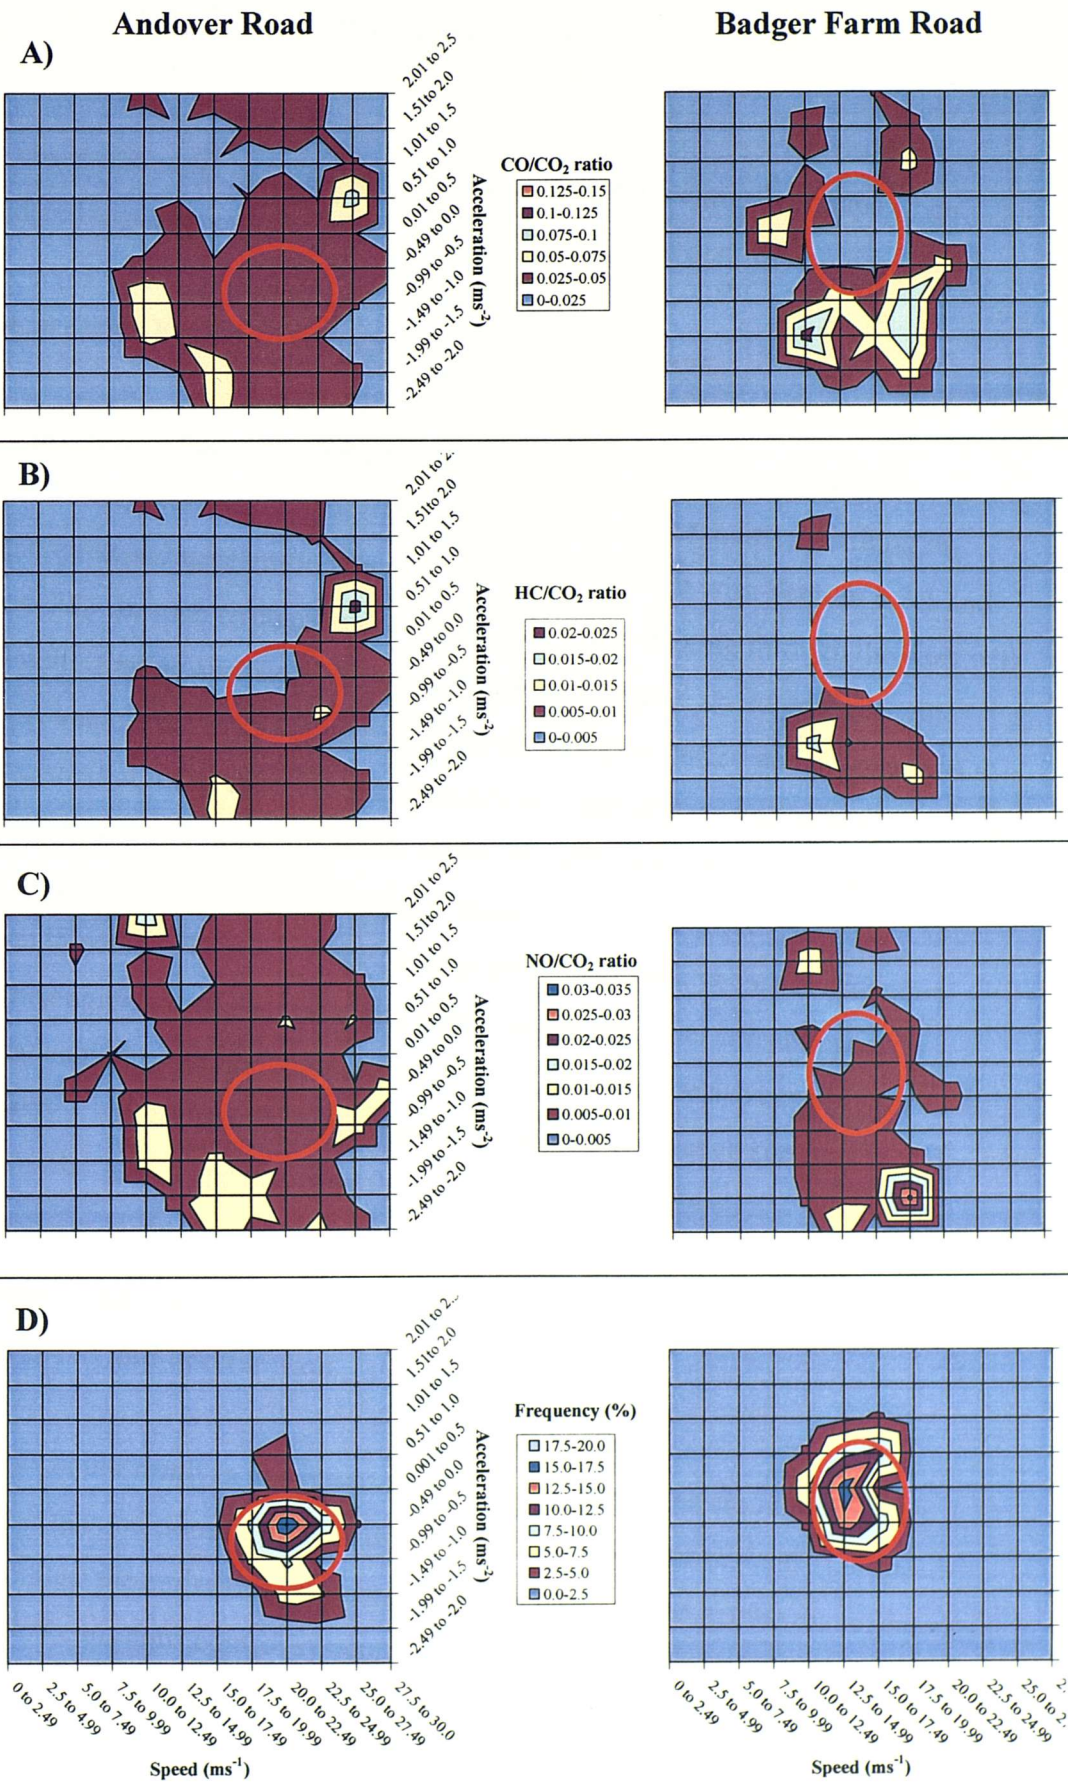 Andover Road
Badger Farm Road
A)
2.01 to 2.5
1.51to 2.0
1.01 to 1.5
0.51 to 1.0
0.01 to 0.5
-0.49 to 0.0
-0.99 to -0.5
-1.49 to -1.0
-1.99 to -1.5
-2.49 to -2.0
Acceleration (ms-2)
CO/CO2 ratio
0.125-0.15
0.1-0.125
0.075-0.1
0.05-0.075
0.025-0.05
0-0.025
B)
2.01 to 2.
1.51to 2.0
1.01 to 1.5
0.51 to 1.0
0.01 to 0.5
-0.49 to 0.0
-0.99 to -0.5
-1.49 to -1.0
-1.99 to -1.5
-2.49 to -2.0
Acceleration (ms-2)
HC/CO2 ratio
0.02-0.025
0.015-0.02
0.01-0.015
0.005-0.01
0-0.005
C)
2.01 to 2.5
1.51to 2.0
1.01 to 1.5
0.51 to 1.0
0.01 to 0.5
-0.49 to 0.0
-0.99 to -0.5
-1.49 to -1.0
-1.99 to -1.5
-2.49 to -2.0
Acceleration (ms-2)
NO/CO2 ratio
0.03-0.035
0.025-0.03
0.02-0.025
0.015-0.02
0.01-0.015
0.005-0.01
0-0.005
D)
2.01 to 2.
1.51to 2.0
1.01 to 1.5
0.51 to 1.0
0.001 to 0.5
-0.49 to 0.0
-0.99 to -0.5
-1.49 to -1.0
-1.99 to -1.5
-2.49 to -2.0
Acceleration (ms-2)
Frequency (%)
17.5-20.0
15.0-17.5
12.5-15.0
10.0-12.5
7.5-10.0
5.0-7.5
2.5-5.0
0.0-2.5
0 to 2.49
2.5 to 4.99
5.0 to 7.49
7.5 to 9.99
10.0 to 12.49
12.5 to 14.99
15.0 to 17.49
17.5 to 19.99
20.0 to 22.49
22.5 to 24.99
25.0 to 27.49
27.5 to 30.0
Speed (ms-1)
0 to 2.49
2.5 to 4.99
5.0 to 7.49
7.5 to 9.99
10.0 to 12.49
12.5 to 14.99
15.0 to 17.49
17.5 to 19.99
20.0 to 22.49
22.5 to 24.99
25.0 to 2
2.
Speed (ms-1)